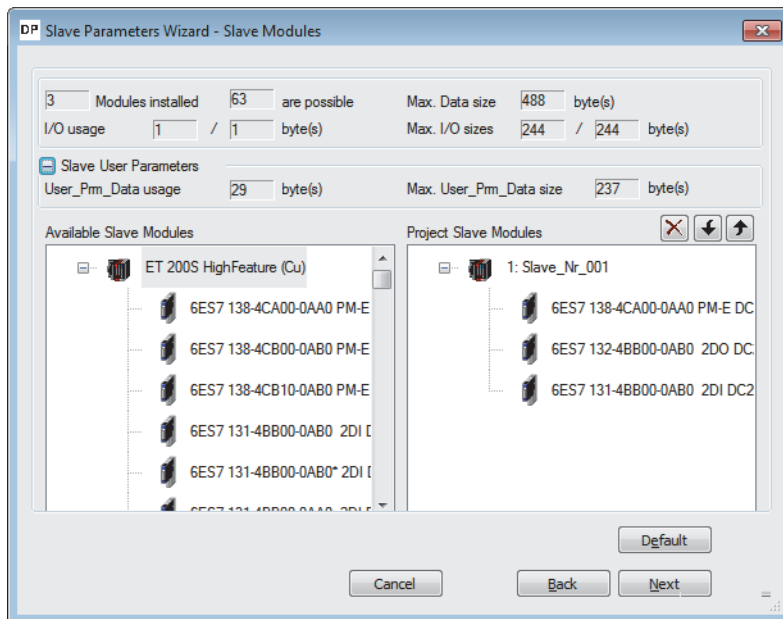 DP Slave Parameters Wizard - Slave Modules
3 Modules installed 63 are possible Max. Data size 488 byte(s)
I/O usage 1 / 1 byte(s) Max. I/O sizes 244 / 244 byte(s)
Slave User Parameters
User_Prm_Data usage 29 byte(s) Max. User_Prm_Data size 237 byte(s)
Available Slave Modules
ET 200S HighFeature (Cu)
6ES7 138-4CA00-0AA0 PM-E
6ES7 138-4CB00-0AB0 PM-E
6ES7 138-4CB10-0AB0 PM-E
6ES7 131-4BB00-0AB0 2DI D
6ES7 131-4BB00-0AB0* 2DI D
Project Slave Modules
1: Slave_Nr_001
6ES7 138-4CA00-0AA0 PM-E DC
6ES7 132-4BB00-0AB0 2DO DC
6ES7 131-4BB00-0AB0 2DI DC2
Default
Cancel Back Next